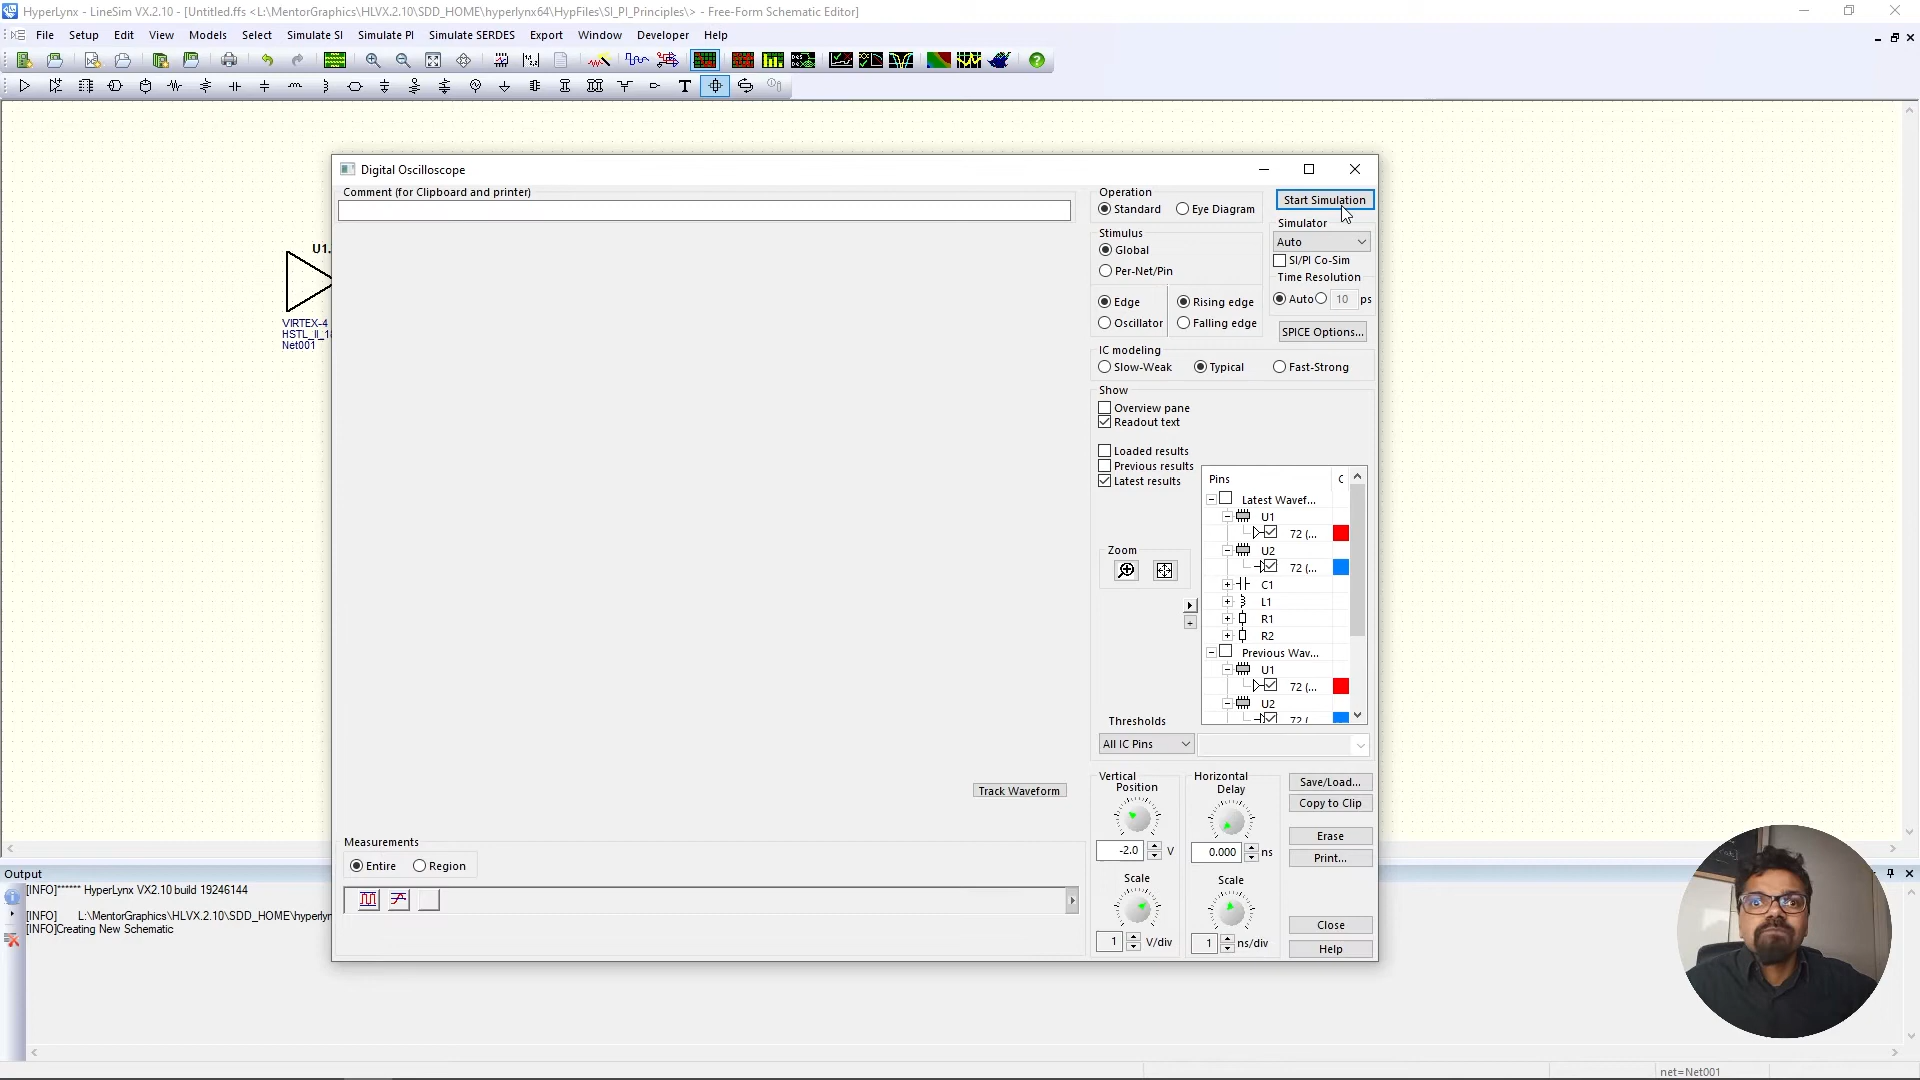 HyperLynx - LineSim VX.2.10 - [Untitled.ffs <L:\MentorGraphics\HLVX.2.10\SDD_HOME\hyperlynx64\HypFiles\SI_PI_Principles\> - Free-Form Schematic Editor]
File Setup Edit View Models Select Simulate SI Simulate PI Simulate SERDES Export Window Developer Help
T
Digital Oscilloscope
Comment (for Clipboard and printer)
Operation
Standard Eye Diagram
Start Simulation
Simulator
Auto
SI/PI Co-Sim
Time Resolution
Auto 10 ps
SPICE Options...
Stimulus
Global
Per-Net/Pin
Edge Rising edge
Oscillator Falling edge
IC modeling
Slow-Weak Typical Fast-Strong
Show
Overview pane
Readout text
Loaded results
Previous results
Latest results
Pins C
Latest Wavef...
U1
72 (...
U2
72 (...
C1
L1
R1
R2
Previous Wav...
U1
72 (...
U2
72 (
Zoom
Thresholds
All IC Pins
Vertical
Position
-2.0 V
Scale
1 V/div
Horizontal
Delay
0.000 ns
Scale
1 ns/div
Save/Load...
Copy to Clip
Erase
Print...
Close
Help
Track Waveform
Measurements
Entire Region
U1.
VIRTEX-4
HSTL_II_18
Net001
Output
[INFO]****** HyperLynx VX2.10 build 19246144
[INFO] L:\MentorGraphics\HLVX.2.10\SDD_HOME\hyperlyn
[INFO]Creating New Schematic
net=Net001